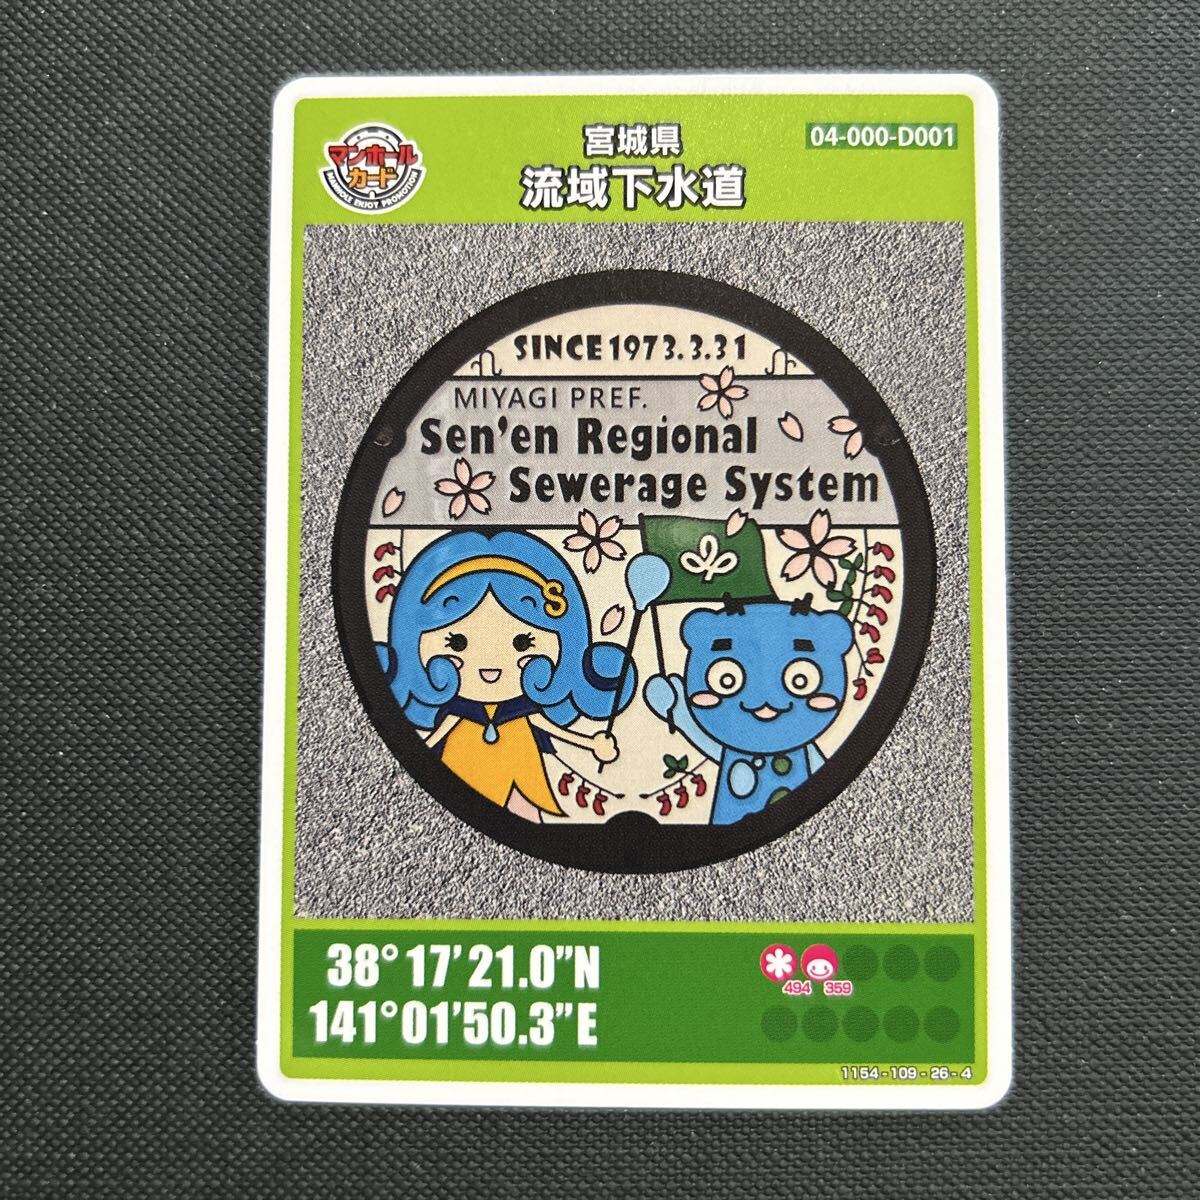 マンホール
カード
MANHOLE ENJOY PROMOTION
宮城県
流域下水道
04-000-D001
SINCE 1973.3.31
MIYAGI PREF.
Sen'en Regional
Sewerage System
S
38°17'21.0"N
141°01'50.3"E
494 359
1154-109-26-4